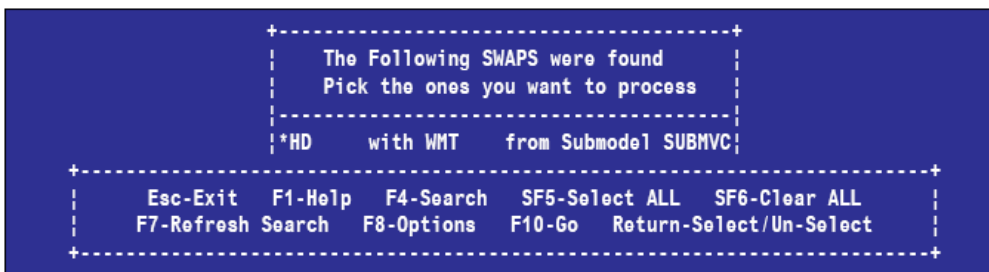 The Following SWAPS were found
Pick the ones you want to process
*HD with WMT from Submodel SUBMVC
Esc-Exit F1-Help F4-Search SF5-Select ALL SF6-Clear ALL
F7-Refresh Search F8-Options F10-Go Return-Select/Un-Select